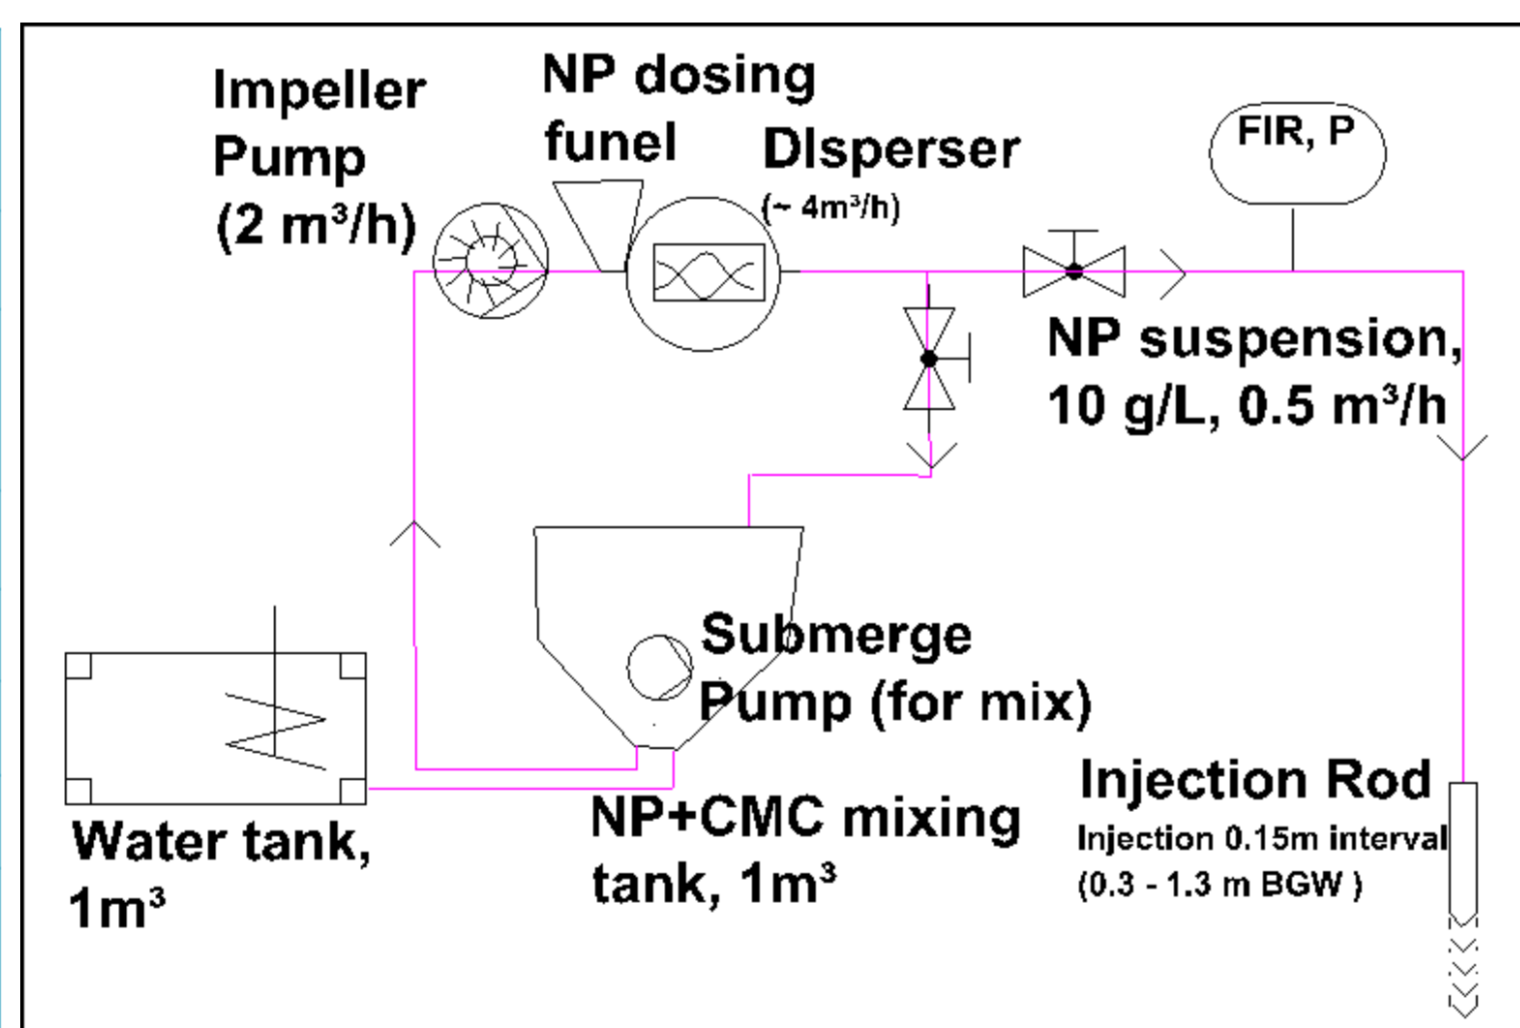 Impeller
Pump
(2 m³/h)
NP dosing
funel
DIsperser
(~ 4m³/h)
FIR, P
NP suspension,
10 g/L, 0.5 m³/h
Submerge
Pump (for mix)
Water tank,
1m³
NP+CMC mixing
tank, 1m³
Injection Rod
Injection 0.15m interval
(0.3 - 1.3 m BGW )